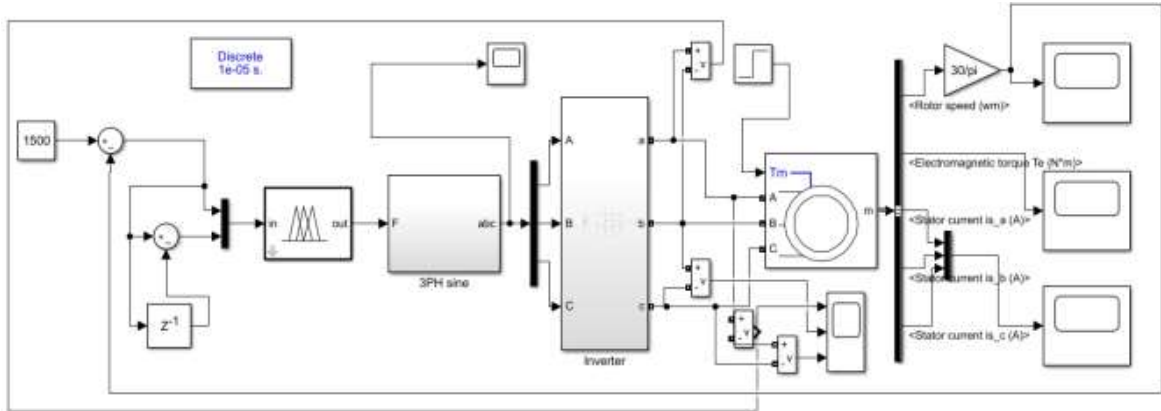 Discrete
1e-05 s.
1500
+
-
+
-
Z-1
in
out
F
abc
3PH sine
A
B
C
a
b
c
Inverter
+
-
v
+
-
v
+
-
v
+
-
v
Tm
A
B
C
m
30/pi
<Rotor speed (wm)>
<Electromagnetic torque Te (N*m)>
<Stator current is_a (A)>
<Stator current is_b (A)>
<Stator current is_c (A)>